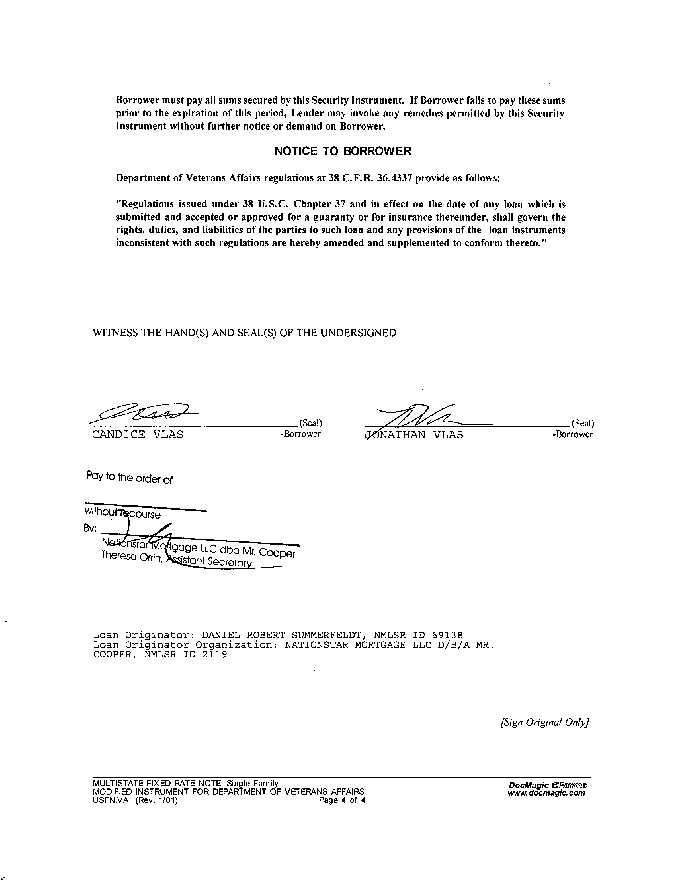 Borrower must pay all sums secured by this Security Instrument. If Borrower fails to pay these sums
prior to the expiration of this period, Lender may invoke any remedies permitted by this Security
Instrument without further notice or demand on Borrower.
NOTICE TO BORROWER
Department of Veterans Affairs regulations at 38 C.F.R. 36.4337 provide as follows:
"Regulations issued under 38 U.S.C. Chapter 37 and in effect on the date of any loan which is
submitted and accepted or approved for a guaranty or for insurance thereunder, shall govern the
rights, duties, and liabilities of the parties to such loan and any provisions of the loan instruments
inconsistent with such regulations are hereby amended and supplemented to conform thereto."
WITNESS THE HAND(S) AND SEAL(S) OF THE UNDERSIGNED
(Seal) (Seal)
CANDICE VLAS -Borrower JONATHAN VLAS -Borrower
Pay to the order of
without recourse
By:
Nationstar Mortgage LLC dba Mr. Cooper
Theresa Orrin, Assistant Secretary
Loan Originator: DANIEL ROBERT SUMMERFELDT, NMLSR ID 69138
Loan Originator Organization: NATIONSTAR MORTGAGE LLC D/B/A MR.
COOPER, NMLSR ID 2119
[Sign Original Only]
MULTISTATE FIXED RATE NOTE Single Family
MODIFIED INSTRUMENT FOR DEPARTMENT OF VETERANS AFFAIRS
USFN.VA (Rev. 1/01) Page 4 of 4
DocMagic
www.docmagic.com